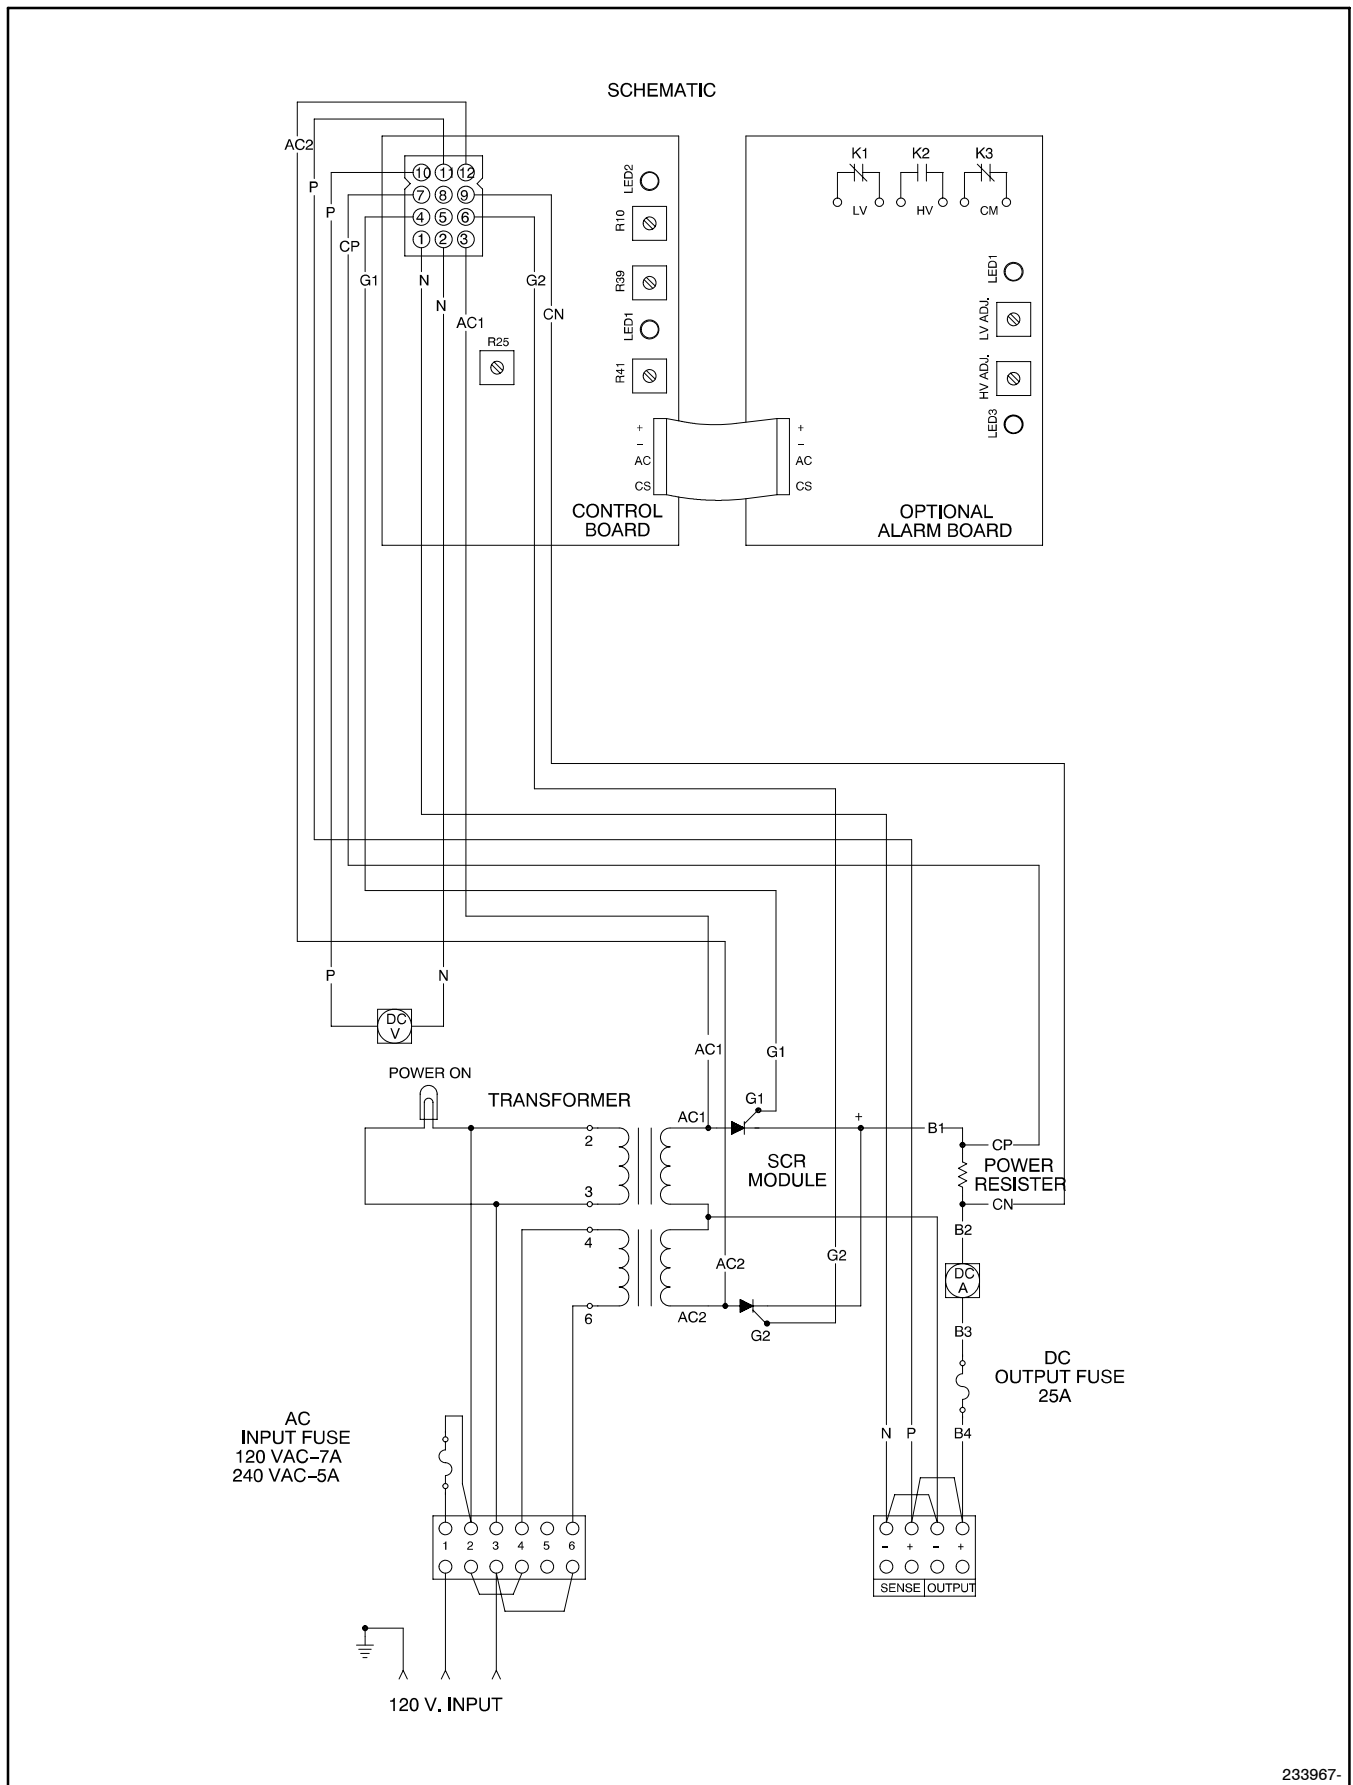 SCHEMATIC
AC2
P
P
CP
G1
N
N
AC1
G2
CN
10 11 12
7 8 9
4 5 6
1 2 3
LED2
R10
R39
LED1
R41
R25
+
−
AC
CS
CONTROL
BOARD
K1 K2 K3
LV HV CM
LED1
LV ADJ.
HV ADJ.
LED3
+
−
AC
CS
OPTIONAL
ALARM BOARD
P
N
DC
V
POWER ON
TRANSFORMER
AC1
G1
AC1
G1
+
B1
2
3
4
6
SCR
MODULE
CP
POWER
RESISTER
CN
B2
AC2
G2
DC
A
AC2
G2
B3
DC
OUTPUT FUSE
25A
AC
INPUT FUSE
120 VAC–7A
240 VAC–5A
N P B4
1 2 3 4 5 6
− + − +
SENSE OUTPUT
120 V. INPUT
233967-